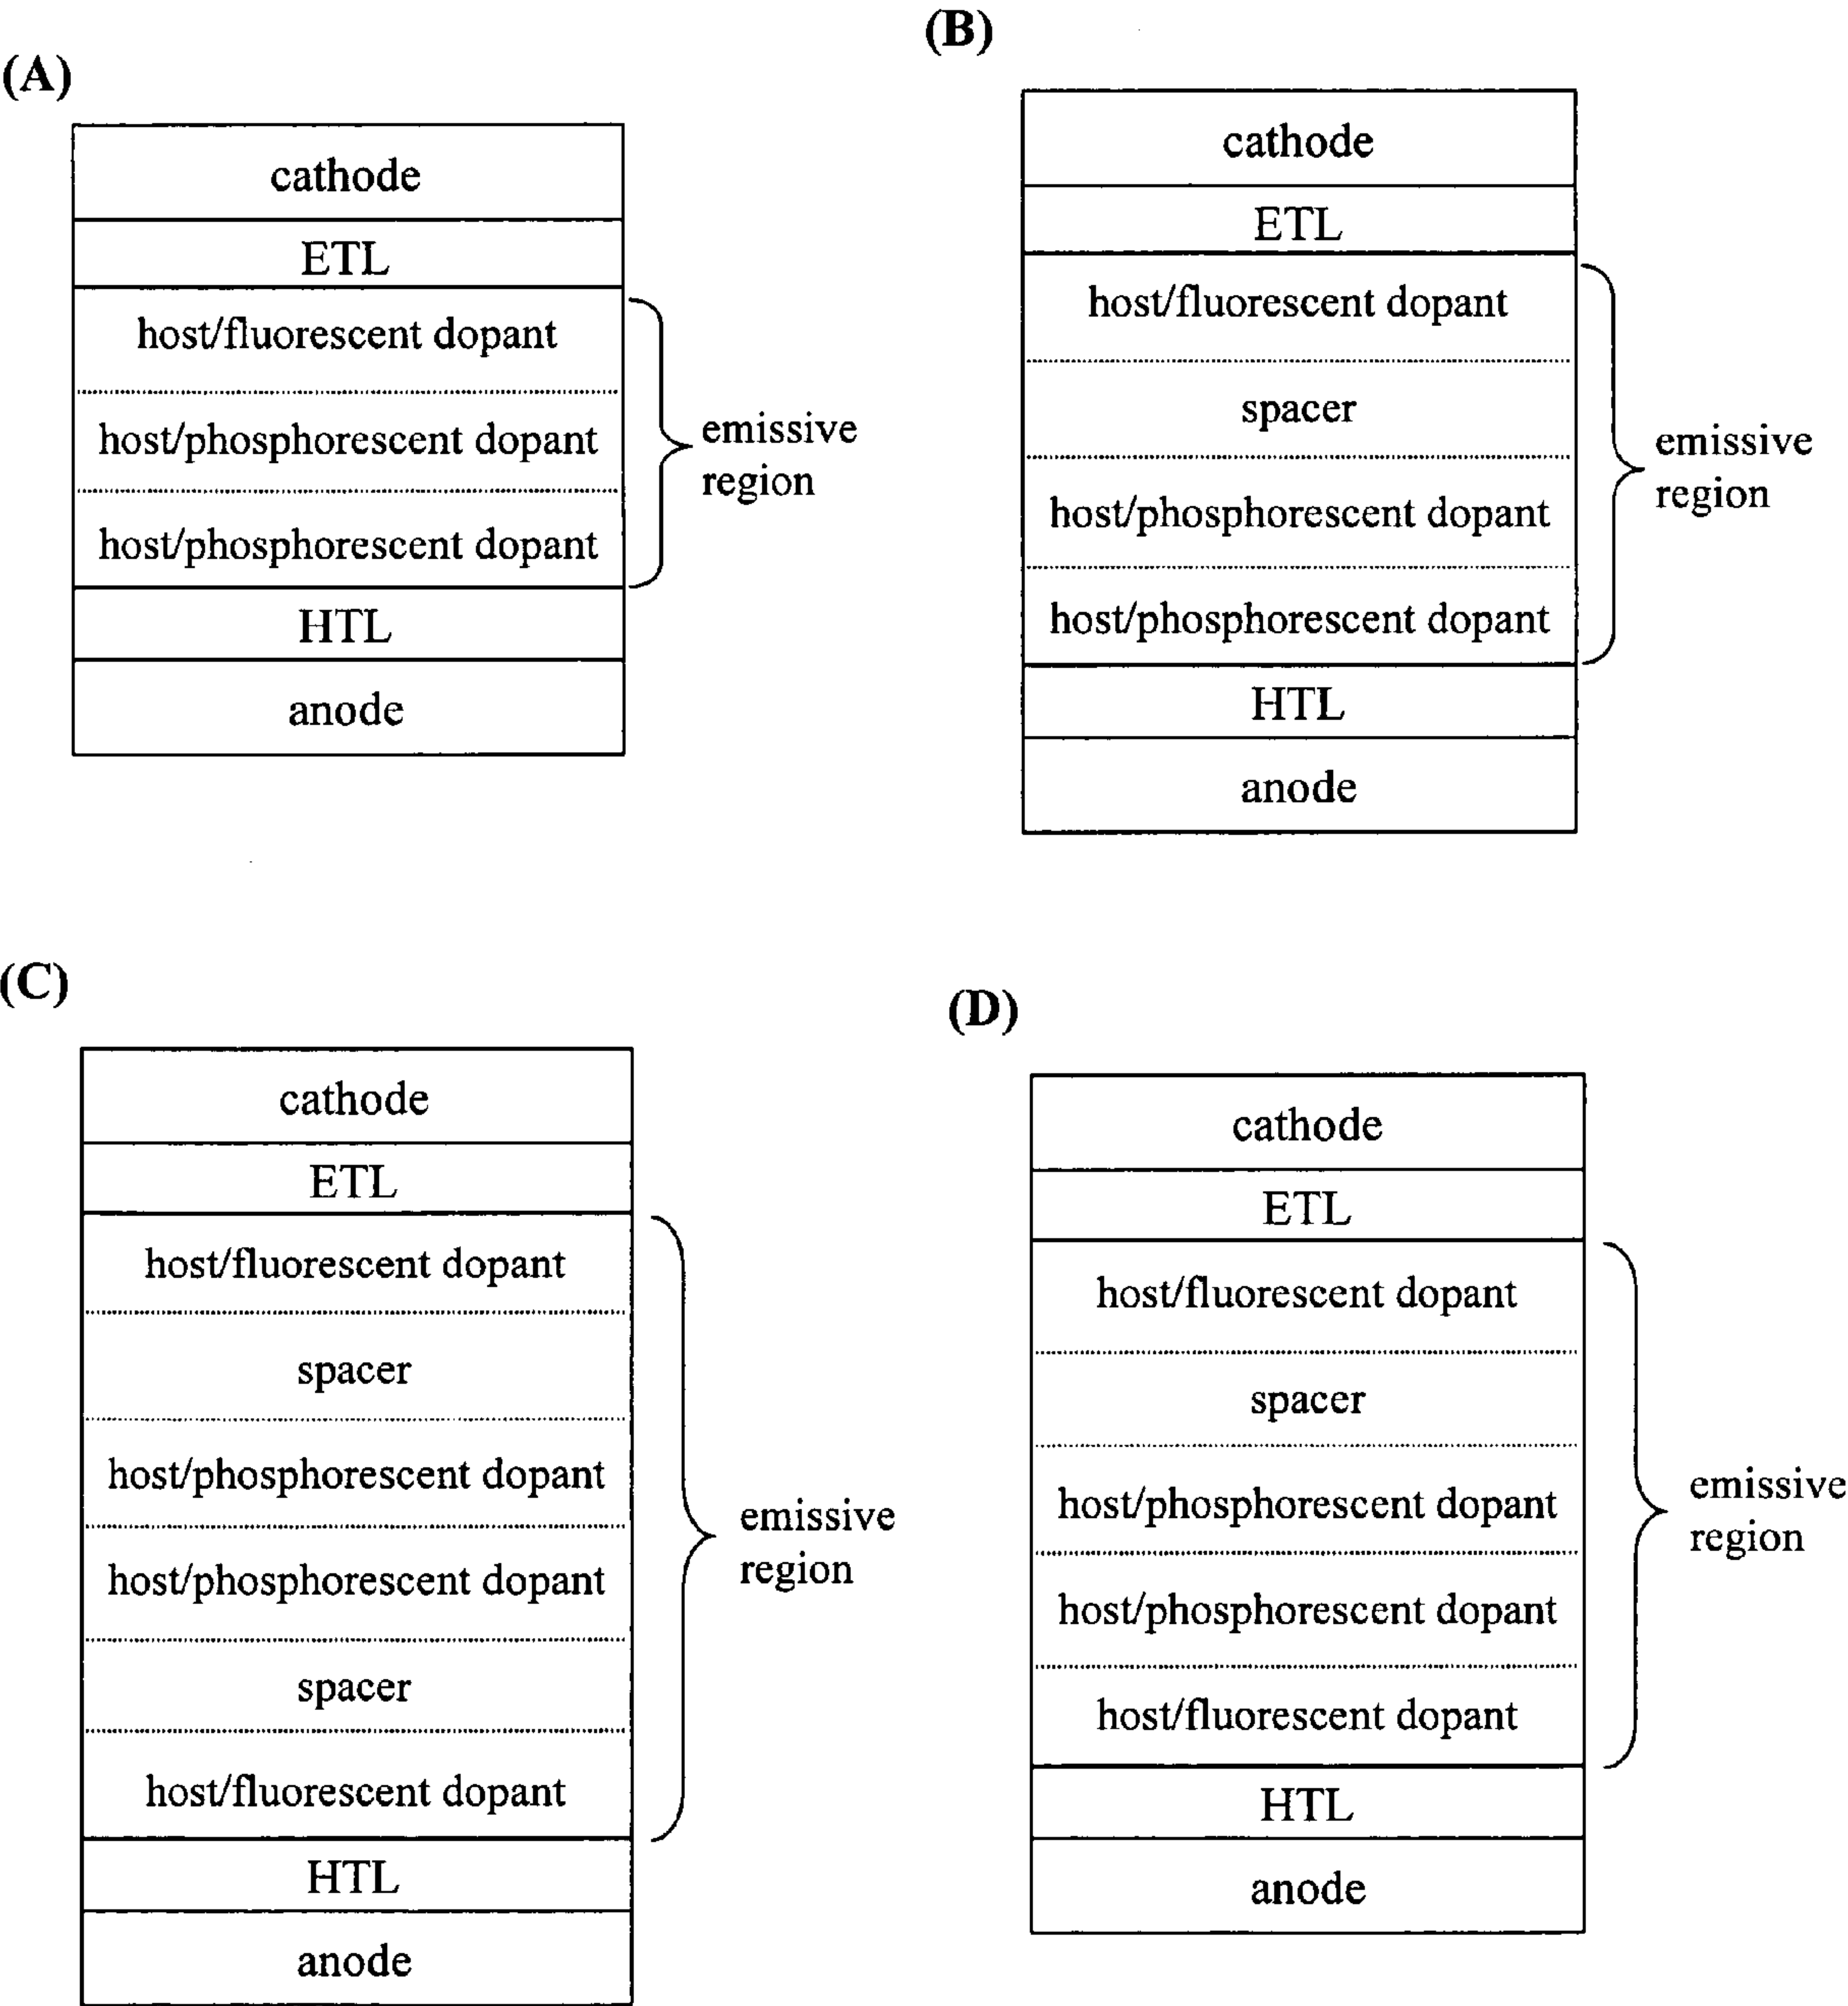 (A)
cathode
ETL
host/fluorescent dopant
host/phosphorescent dopant
host/phosphorescent dopant
HTL
anode
emissive
region
(B)
cathode
ETL
host/fluorescent dopant
spacer
host/phosphorescent dopant
host/phosphorescent dopant
HTL
anode
emissive
region
(C)
cathode
ETL
host/fluorescent dopant
spacer
host/phosphorescent dopant
host/phosphorescent dopant
spacer
host/fluorescent dopant
HTL
anode
emissive
region
(D)
cathode
ETL
host/fluorescent dopant
spacer
host/phosphorescent dopant
host/phosphorescent dopant
host/fluorescent dopant
HTL
anode
emissive
region